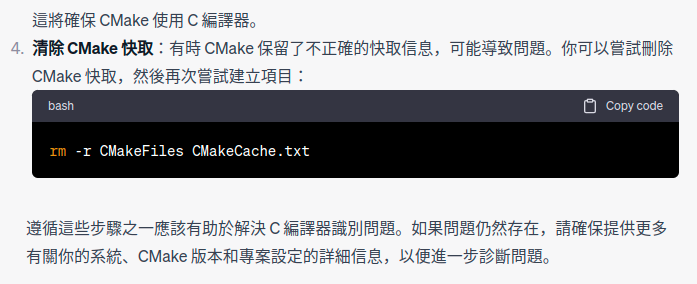 這將確保 CMake 使用 C 編譯器。
4. 清除 CMake 快取：有時 CMake 保留了不正確的快取信息，可能導致問題。你可以嘗試刪除
CMake 快取，然後再次嘗試建立項目：
bash Copy code
rm -r CMakeFiles CMakeCache.txt
遵循這些步驟之一應該有助於解決 C 編譯器識別問題。如果問題仍然存在，請確保提供更多
有關你的系統、CMake 版本和專案設定的詳細信息，以便進一步診斷問題。